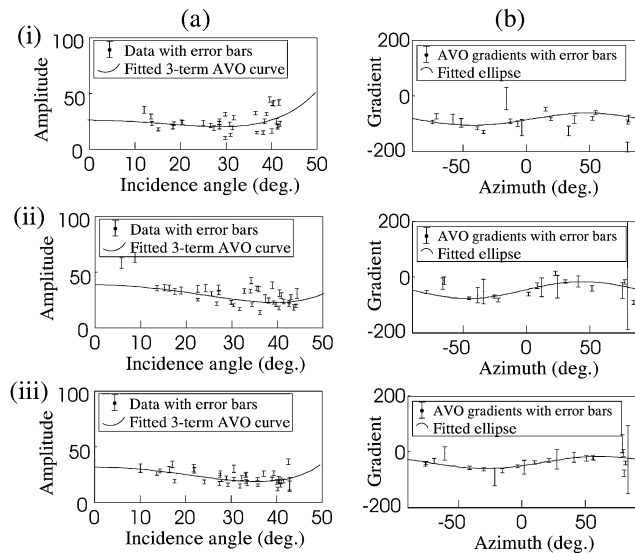 (a)
(b)
(i)
100
50
0
Amplitude
Data with error bars
Fitted 3-term AVO curve
0 10 20 30 40 50
Incidence angle (deg.)
200
0
-200
Gradient
AVO gradients with error bars
Fitted ellipse
-50 0 50
Azimuth (deg.)
(ii)
100
50
0
Amplitude
Data with error bars
Fitted 3-term AVO curve
0 10 20 30 40 50
Incidence angle (deg.)
200
0
-200
Gradient
AVO gradients with error bars
Fitted ellipse
-50 0 50
Azimuth (deg.)
(iii)
100
50
0
Amplitude
Data with error bars
Fitted 3-term AVO curve
0 10 20 30 40 50
Incidence angle (deg.)
200
0
-200
Gradient
AVO gradients with error bars
Fitted ellipse
-50 0 50
Azimuth (deg.)